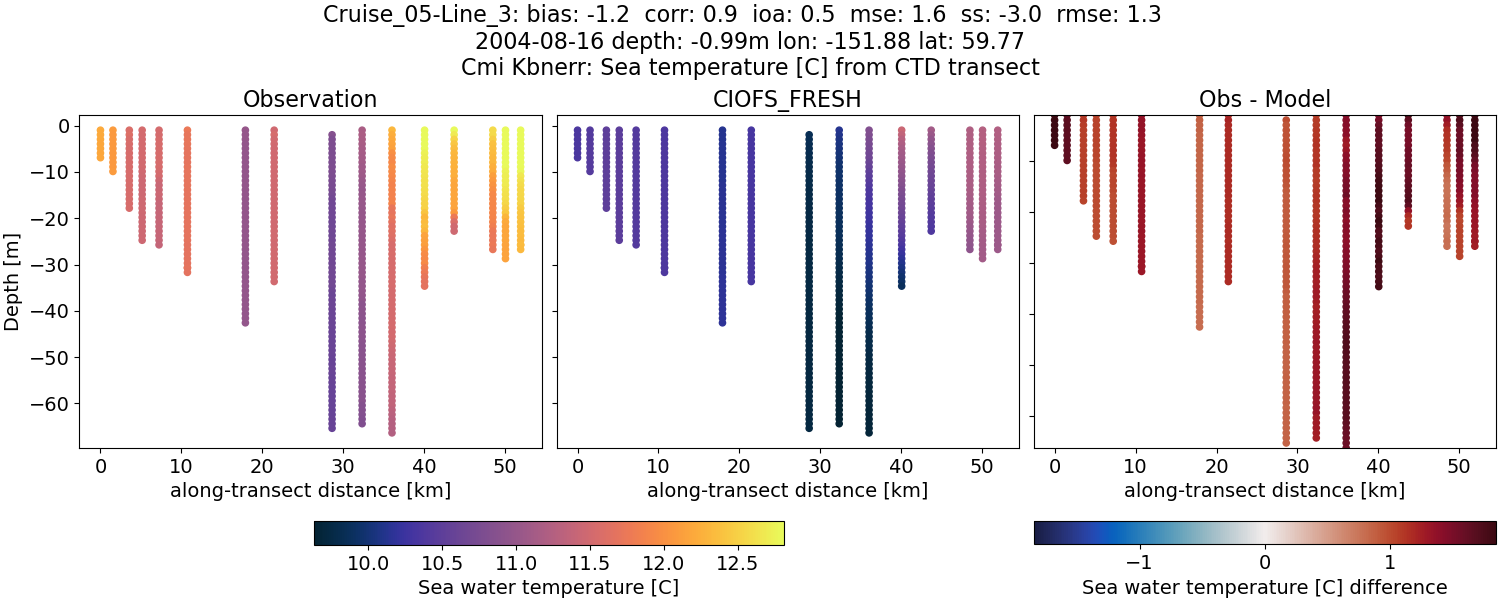 Cruise_05-Line_3: bias: -1.2  corr: 0.9  ioa: 0.5  mse: 1.6  ss: -3.0  rmse: 1.3
2004-08-16 depth: -0.99m lon: -151.88 lat: 59.77
Cmi Kbnerr: Sea temperature [C] from CTD transect
Observation
CIOFS_FRESH
Obs - Model
Depth [m]
0
−10
−20
−30
−40
−50
−60
0 10 20 30 40 50
0 10 20 30 40 50
0 10 20 30 40 50
along-transect distance [km]
along-transect distance [km]
along-transect distance [km]
10.0 10.5 11.0 11.5 12.0 12.5
Sea water temperature [C]
−1 0 1
Sea water temperature [C] difference